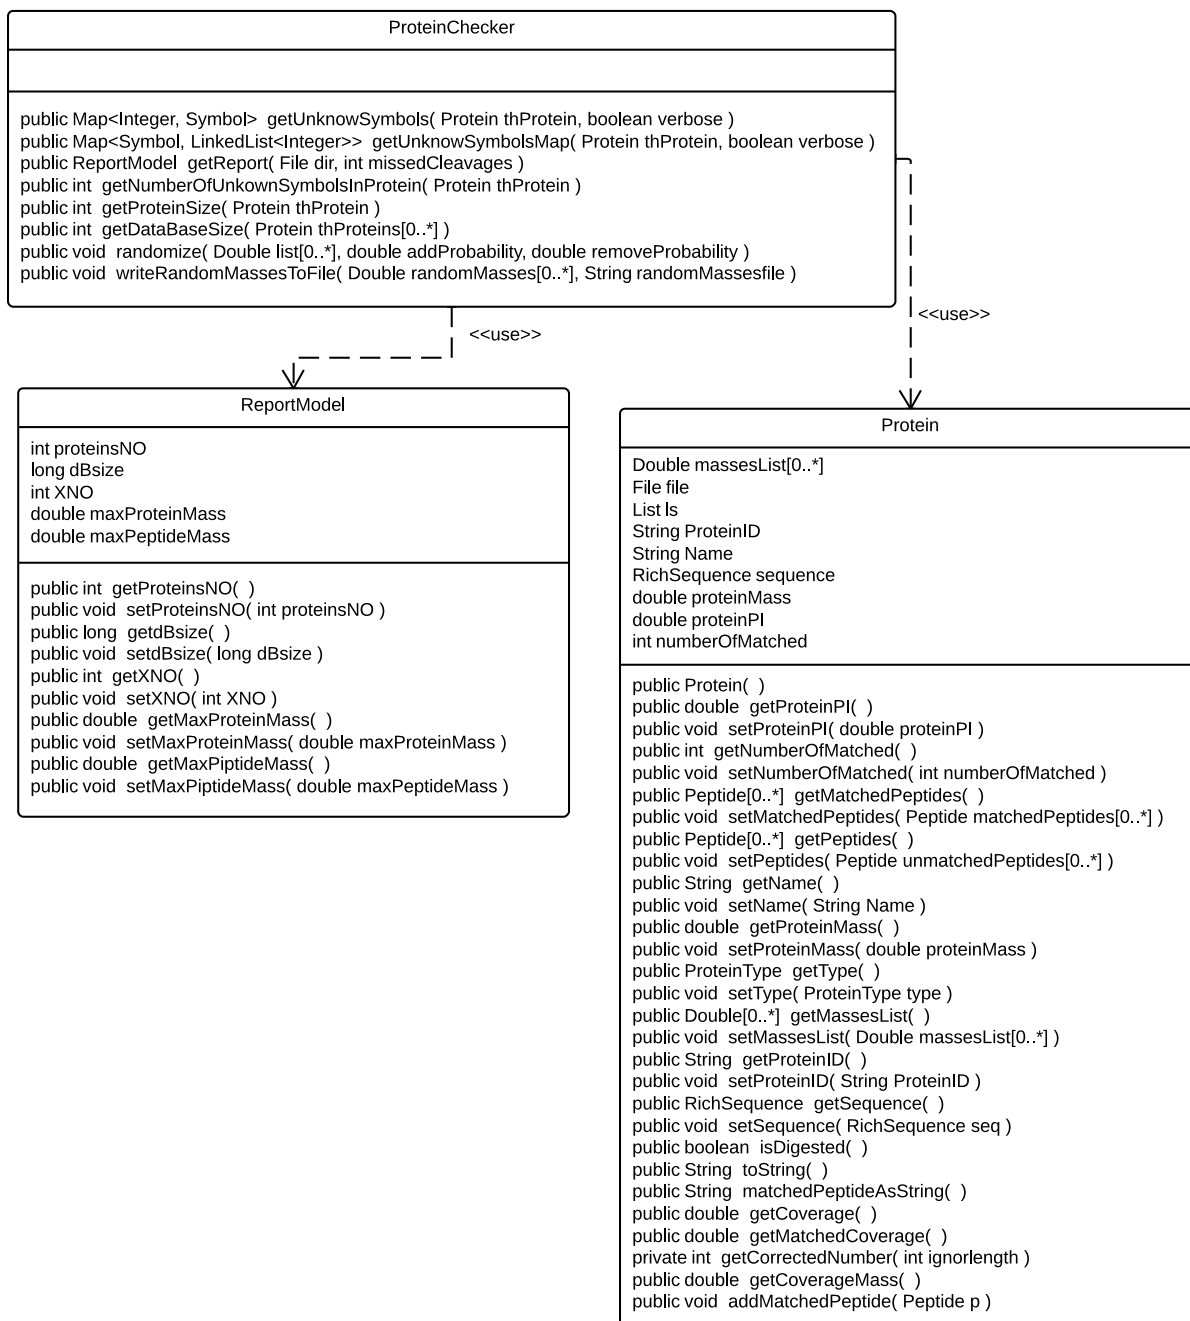 ProteinChecker
public Map<Integer, Symbol> getUnknowSymbols( Protein thProtein, boolean verbose )
public Map<Symbol, LinkedList<Integer>> getUnknowSymbolsMap( Protein thProtein, boolean verbose )
public ReportModel getReport( File dir, int missedCleavages )
public int getNumberOfUnkownSymbolsInProtein( Protein thProtein )
public int getProteinSize( Protein thProtein )
public int getDataBaseSize( Protein thProteins[0..*] )
public void randomize( Double list[0..*], double addProbability, double removeProbability )
public void writeRandomMassesToFile( Double randomMasses[0..*], String randomMassesfile )
<<use>>
<<use>>
ReportModel
int proteinsNO
long dBsize
int XNO
double maxProteinMass
double maxPeptideMass
public int getProteinsNO( )
public void setProteinsNO( int proteinsNO )
public long getdBsize( )
public void setdBsize( long dBsize )
public int getXNO( )
public void setXNO( int XNO )
public double getMaxProteinMass( )
public void setMaxProteinMass( double maxProteinMass )
public double getMaxPiptideMass( )
public void setMaxPiptideMass( double maxPeptideMass )
Protein
Double massesList[0..*]
File file
List ls
String ProteinID
String Name
RichSequence sequence
double proteinMass
double proteinPI
int numberOfMatched
public Protein( )
public double getProteinPI( )
public void setProteinPI( double proteinPI )
public int getNumberOfMatched( )
public void setNumberOfMatched( int numberOfMatched )
public Peptide[0..*] getMatchedPeptides( )
public void setMatchedPeptides( Peptide matchedPeptides[0..*] )
public Peptide[0..*] getPeptides( )
public void setPeptides( Peptide unmatchedPeptides[0..*] )
public String getName( )
public void setName( String Name )
public double getProteinMass( )
public void setProteinMass( double proteinMass )
public ProteinType getType( )
public void setType( ProteinType type )
public Double[0..*] getMassesList( )
public void setMassesList( Double massesList[0..*] )
public String getProteinID( )
public void setProteinID( String ProteinID )
public RichSequence getSequence( )
public void setSequence( RichSequence seq )
public boolean isDigested( )
public String toString( )
public String matchedPeptideAsString( )
public double getCoverage( )
public double getMatchedCoverage( )
private int getCorrectedNumber( int ignorlength )
public double getCoverageMass( )
public void addMatchedPeptide( Peptide p )